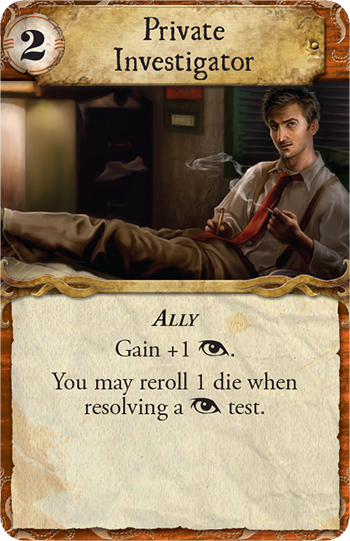 2
Private
Investigator
Ally
Gain +1 .
You may reroll 1 die when
resolving a  test.